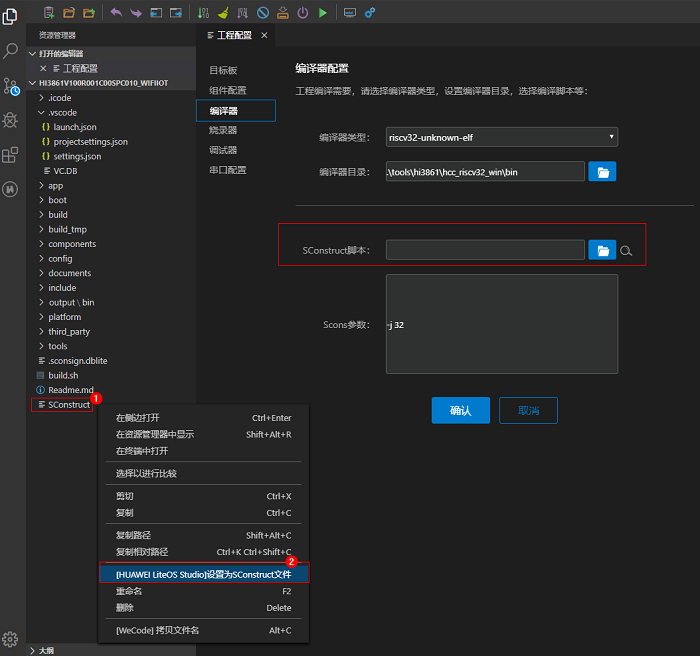 资源管理器
打开的编辑器
工程配置
HI3861V100R001C00SPC010_WIFIIOT
.icode
.vscode
{} launch.json
{} projectsettings.json
{} settings.json
VC.DB
app
boot
build
build_tmp
components
config
documents
include
output \ bin
platform
third_party
tools
.sconsign.dblite
build.sh
Readme.md
SConstruct
1
大纲
工程配置
目标板
组件配置
编译器
烧录器
调试器
串口配置
编译器配置
工程编译需要，请选择编译器类型，设置编译器目录，选择编译脚本等：
编译器类型： riscv32-unknown-elf
编译器目录： .\tools\hi3861\hcc_riscv32_win\bin
SConstruct脚本：
Scons参数： -j 32
确认 取消
在侧边打开 Ctrl+Enter
在资源管理器中显示 Shift+Alt+R
在终端中打开
选择以进行比较
剪切 Ctrl+X
复制 Ctrl+C
复制路径 Shift+Alt+C
复制相对路径 Ctrl+K Ctrl+Shift+C
2
[HUAWEI LiteOS Studio]设置为SConstruct文件
重命名 F2
删除 Delete
[WeCode] 拷贝文件名 Alt+C